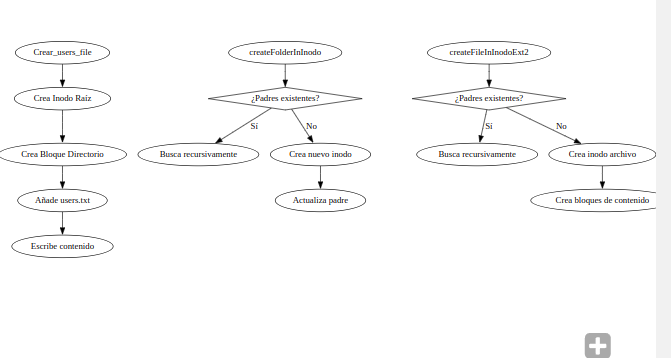 Crear_users_file
Crea Inodo Raíz
Crea Bloque Directorio
Añade users.txt
Escribe contenido
createFolderInInodo
¿Padres existentes?
Sí
No
Busca recursivamente
Crea nuevo inodo
Actualiza padre
createFileInInodoExt2
¿Padres existentes?
Sí
No
Busca recursivamente
Crea inodo archivo
Crea bloques de contenido